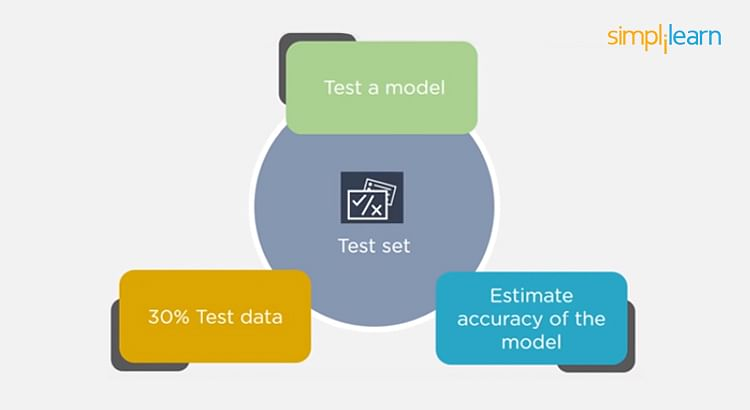 simplilearn
Test a model
Test set
30% Test data
Estimate
accuracy of the
model